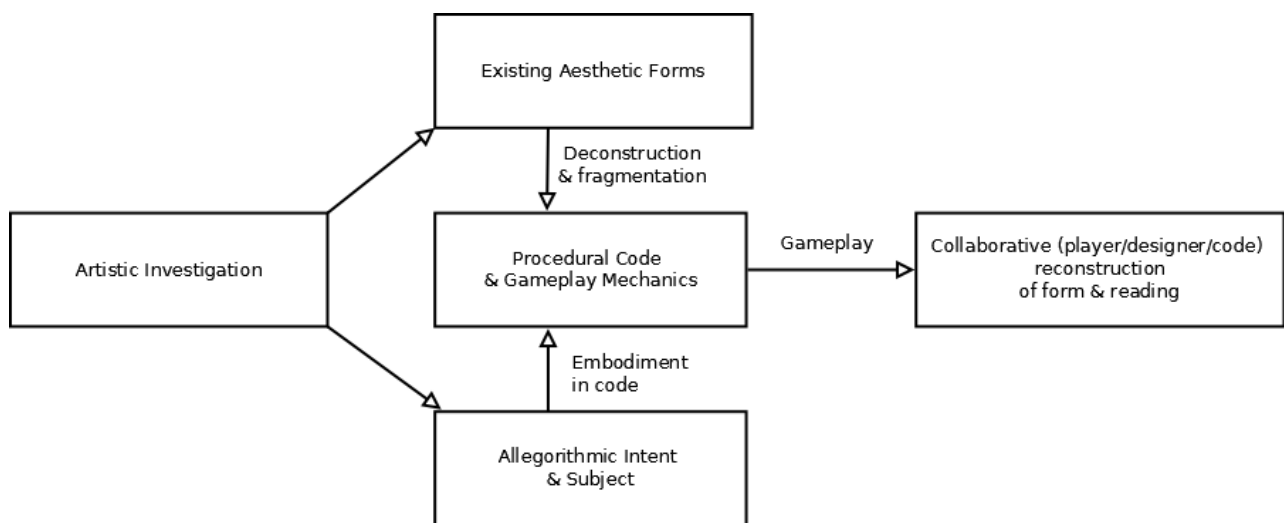 Existing Aesthetic Forms
Deconstruction
& fragmentation
Artistic Investigation
Procedural Code
& Gameplay Mechanics
Gameplay
Collaborative (player/designer/code)
reconstruction
of form & reading
Embodiment
in code
Allegorithmic Intent
& Subject